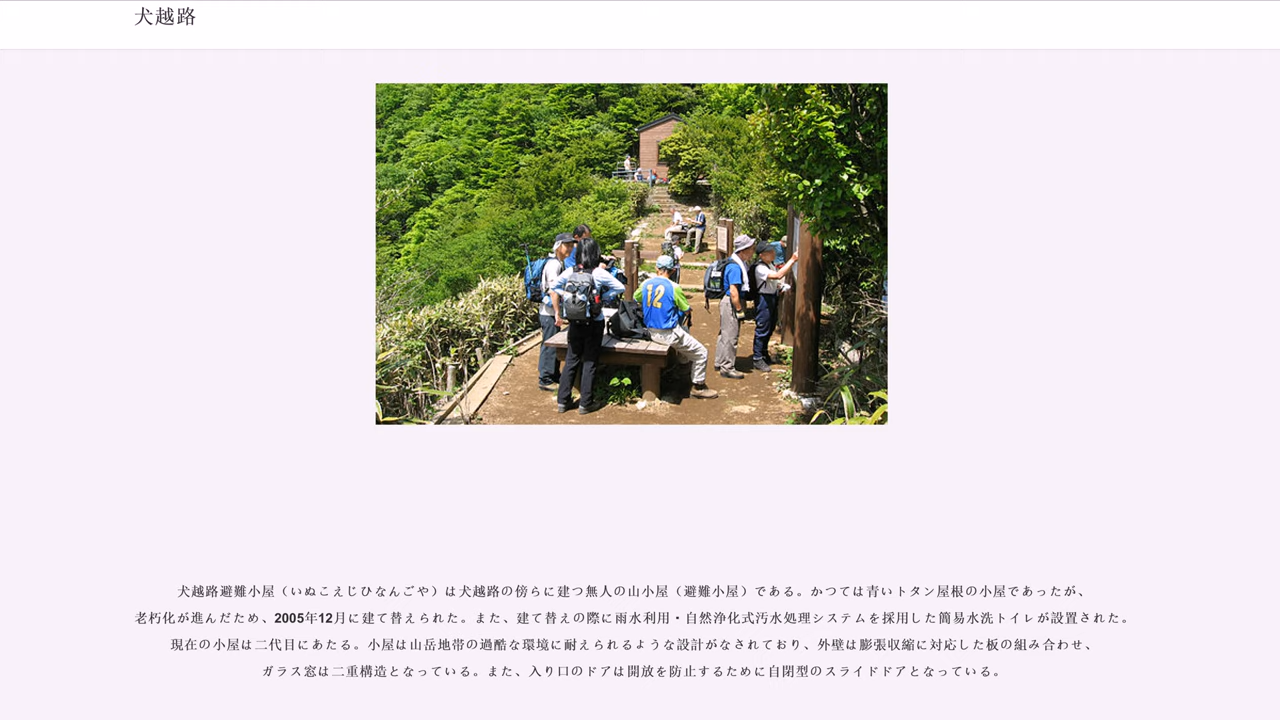 犬越路
12
犬越路避難小屋（いぬこえじひなんごや）は犬越路の傍らに建つ無人の山小屋（避難小屋）である。かつては青いトタン屋根の小屋であったが、
老朽化が進んだため、2005年12月に建て替えられた。また、建て替えの際に雨水利用・自然浄化式汚水処理システムを採用した簡易水洗トイレが設置された。
現在の小屋は二代目にあたる。小屋は山岳地帯の過酷な環境に耐えられるような設計がなされており、外壁は膨張収縮に対応した板の組み合わせ、
ガラス窓は二重構造となっている。また、入り口のドアは開放を防止するために自閉型のスライドドアとなっている。